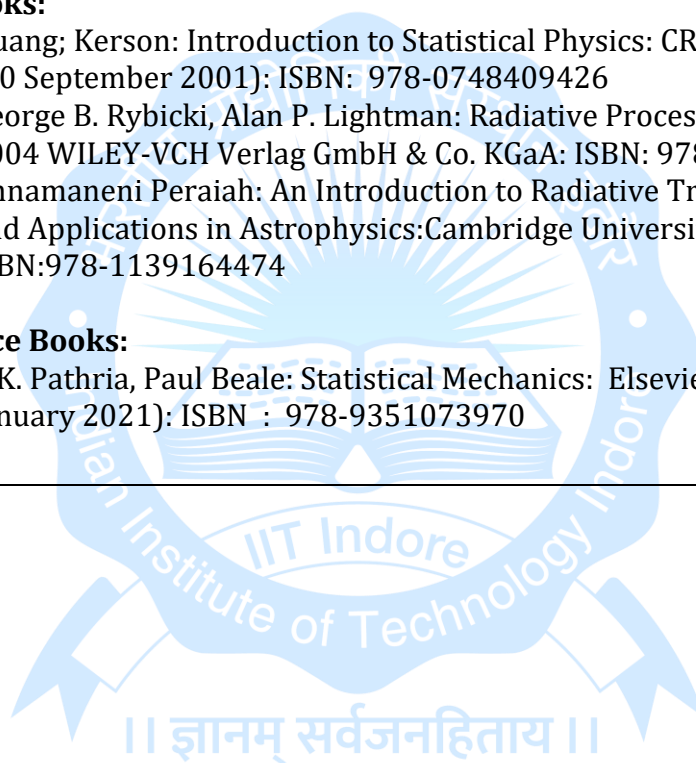 oks:
uang; Kerson: Introduction to Statistical Physics: CR
0 September 2001): ISBN: 978-0748409426
eorge B. Rybicki, Alan P. Lightman: Radiative Proces
004 WILEY-VCH Verlag GmbH & Co. KGaA: ISBN: 978
nnamaneni Peraiah: An Introduction to Radiative Tr
nd Applications in Astrophysics:Cambridge Universi
BN:978-1139164474
ce Books:
K. Pathria, Paul Beale: Statistical Mechanics: Elsevie
nuary 2021): ISBN : 978-9351073970
भारतीय प्रौद्योगिकी संस्थान इंदौर
IIT Indore
Indian Institute of Technology Indore
।। ज्ञानम् सर्वजनहिताय ।।